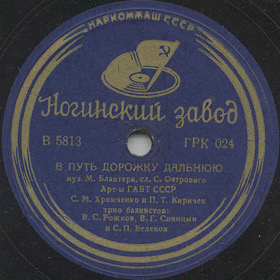 НАРКОММАШ СССР
Ногинский завод
В 5813 ГРК 024
В ПУТЬ ДОРОЖКУ ДАЛЬНЮЮ
муз. М. Блантера, сл. С. Острового
Арт-ы ГАБТ СССР
С. М. Хромченко и П. Т. Киричек
трио баянистов:
В. С. Рожков, В. Г. Синицын
и С. П. Беляков